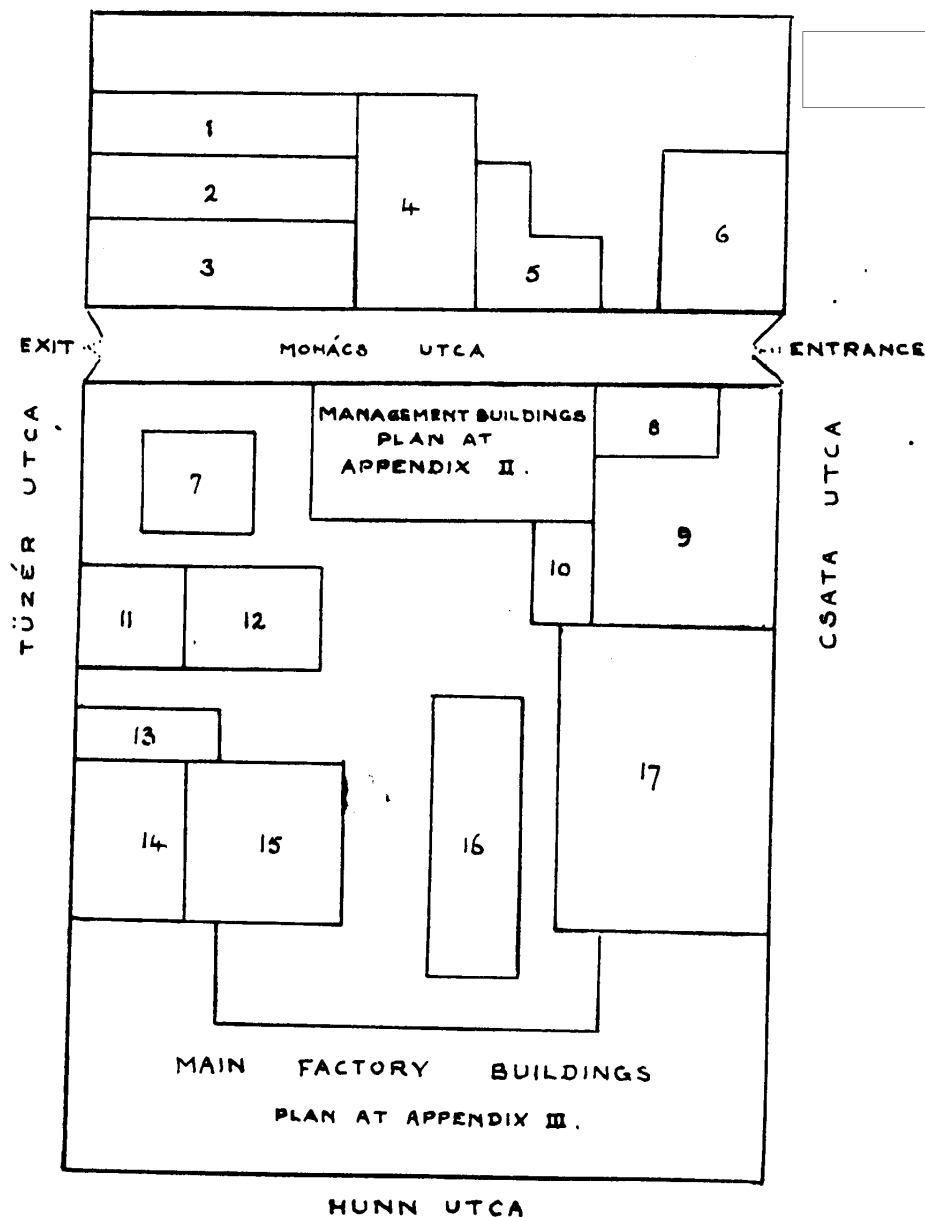 1
2
3
4
5
6
EXIT
MOHÁCS UTCA
ENTRANCE
TÜZÉR UTCA
MANAGEMENT BUILDINGS
PLAN AT
APPENDIX II.
8
CSATA UTCA
7
9
10
11
12
13
14
15
16
17
MAIN FACTORY BUILDINGS
PLAN AT APPENDIX III.
HUNN UTCA